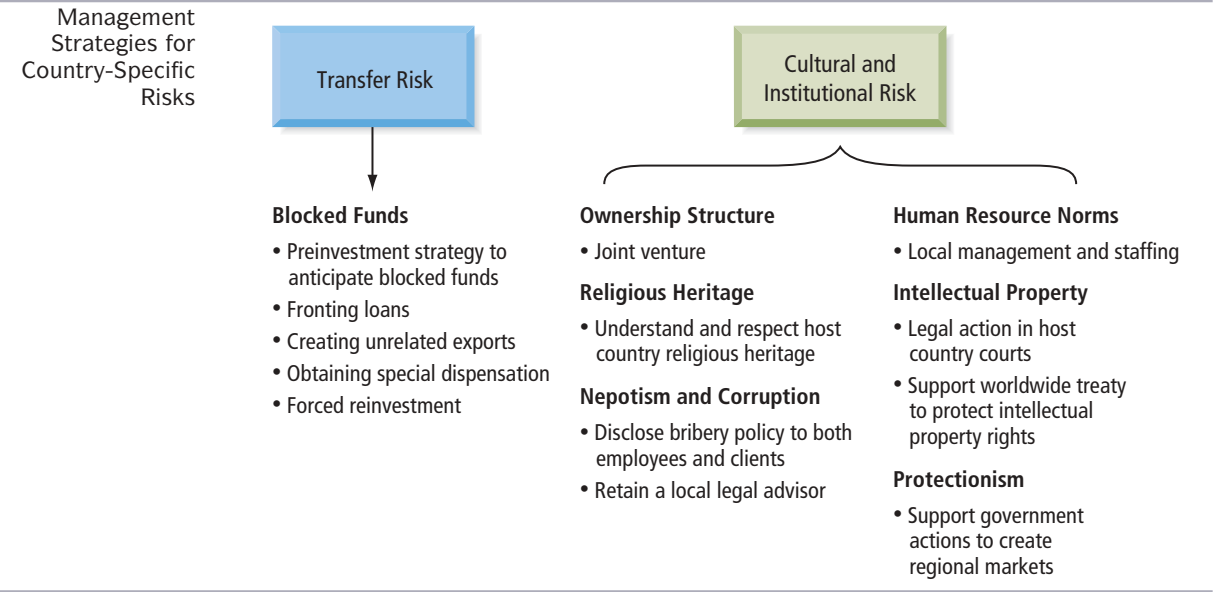 Management
Strategies for
Country-Specific
Risks
Transfer Risk
Cultural and
Institutional Risk
Blocked Funds
• Preinvestment strategy to
anticipate blocked funds
• Fronting loans
• Creating unrelated exports
• Obtaining special dispensation
• Forced reinvestment
Ownership Structure
• Joint venture
Religious Heritage
• Understand and respect host
country religious heritage
Nepotism and Corruption
• Disclose bribery policy to both
employees and clients
• Retain a local legal advisor
Human Resource Norms
• Local management and staffing
Intellectual Property
• Legal action in host
country courts
• Support worldwide treaty
to protect intellectual
property rights
Protectionism
• Support government
actions to create
regional markets